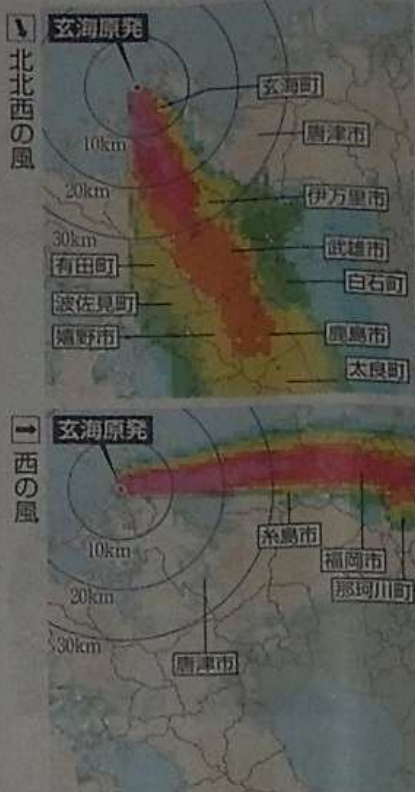 北北西の風
玄海原発
玄海町
唐津市
10km
20km
伊万里市
30km
武雄市
有田町
白石町
波佐見町
嬉野市
鹿島市
太良町
西の風
玄海原発
10km
糸島市
福岡市
那珂川町
20km
30km
唐津市